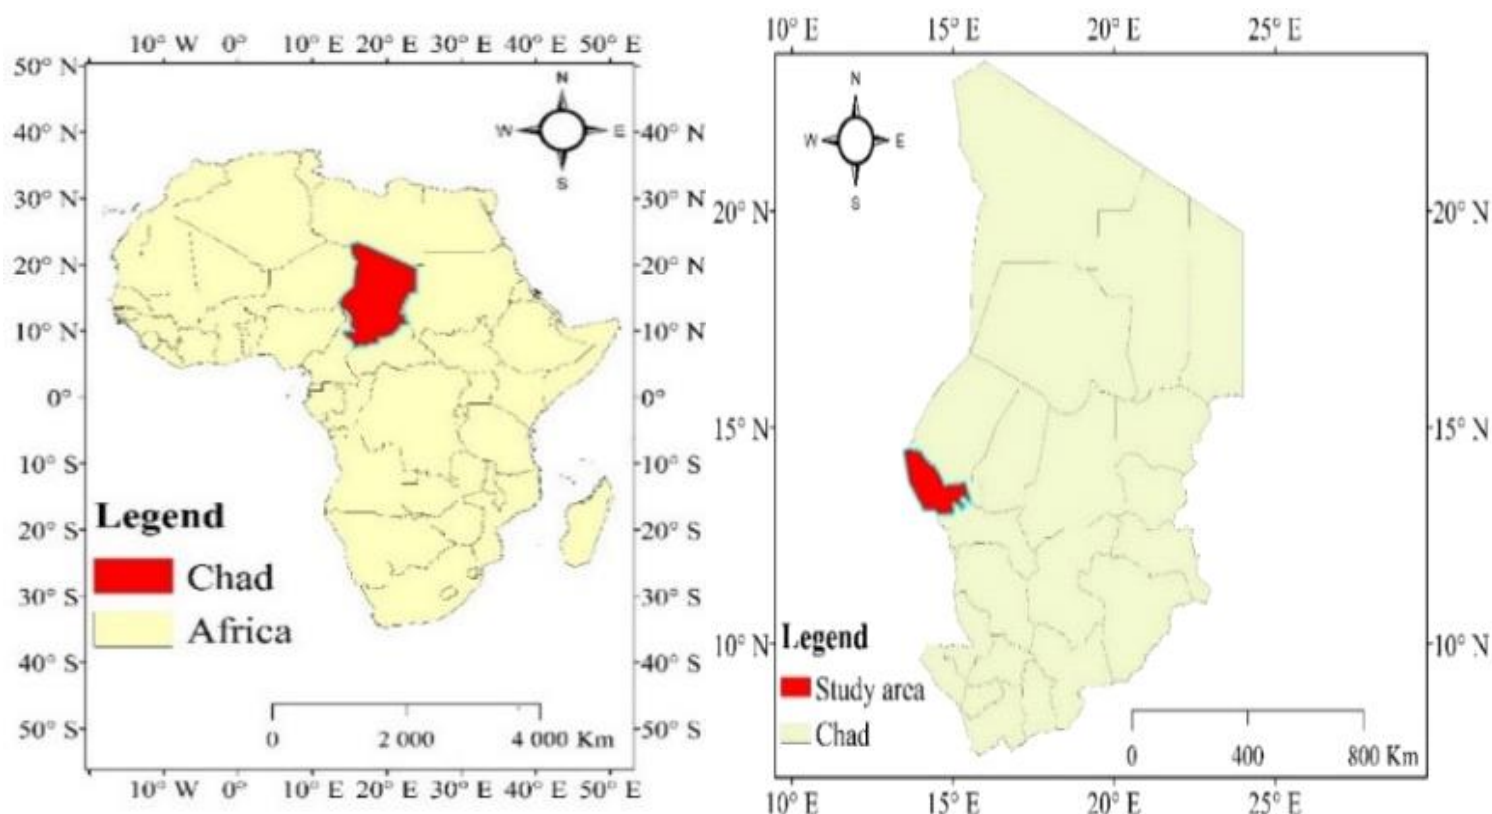 10° W 0° 10° E 20° E 30° E 40° E 50° E
50° N
40° N 40° N
30° N 30° N
20° N 20° N
10° N 10° N
0° 0°
10° S 10° S
20° S 20° S
30° S 30° S
40° S 40° S
50° S 50° S
N
W E
S
Legend
Chad
Africa
0 2 000 4 000 Km
10° W 0° 10° E 20° E 30° E 40° E 50° E
10° E 15° E 20° E 25° E
N
W E
S
20° N 20° N
15° N 15° N
10° N 10° N
Legend
Study area
Chad
0 400 800 Km
10° E 15° E 20° E 25° E